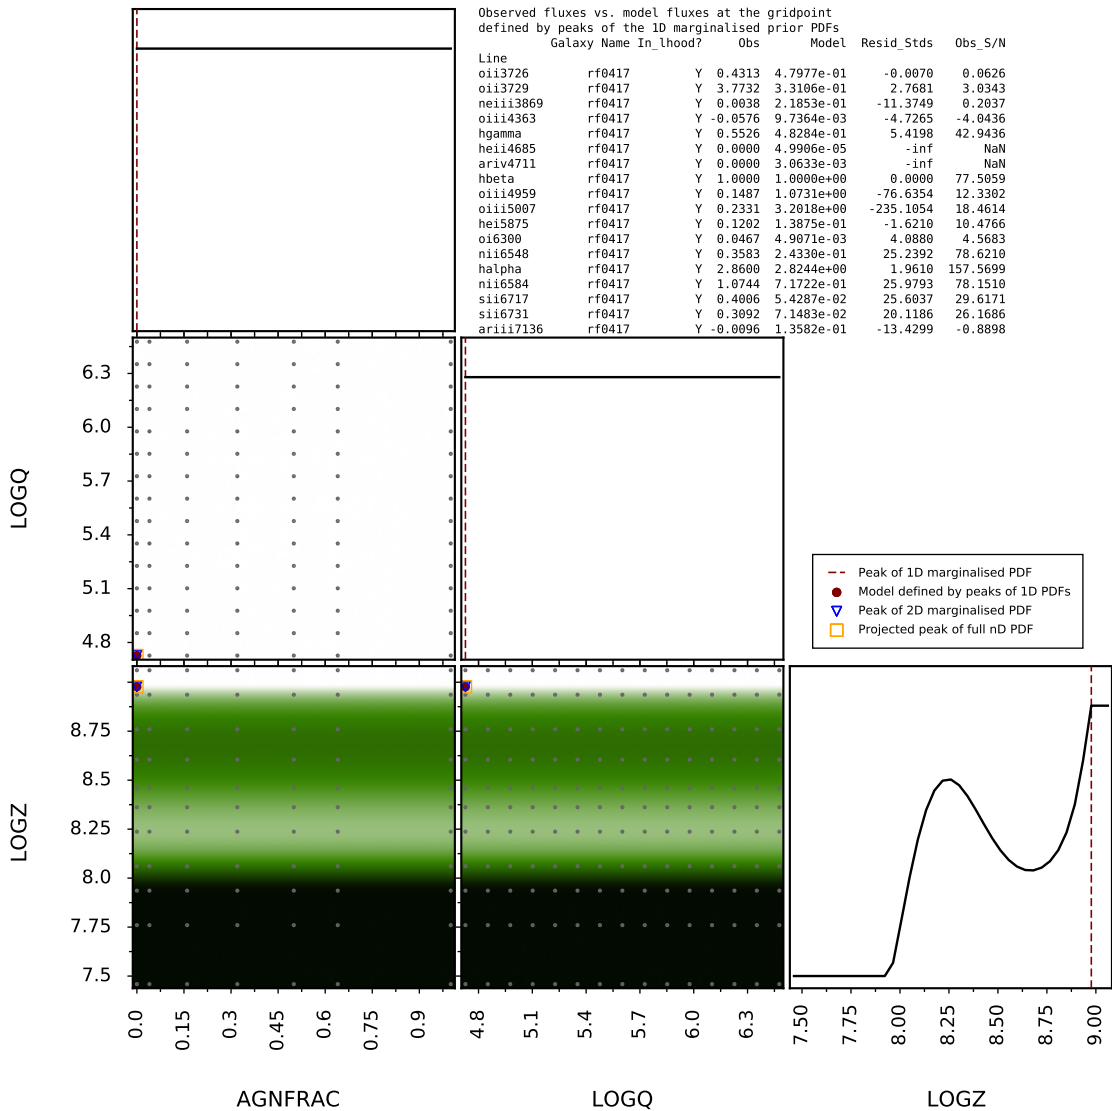 Observed fluxes vs. model fluxes at the gridpoint
defined by peaks of the 1D marginalised prior PDFs
Galaxy Name In_lhood? Obs Model Resid_Stds Obs_S/N
Line
oii3726 rf0417 Y 0.4313 4.7977e-01 -0.0070 0.0626
oii3729 rf0417 Y 3.7732 3.3106e-01 2.7681 3.0343
neiii3869 rf0417 Y 0.0038 2.1853e-01 -11.3749 0.2037
oiii4363 rf0417 Y -0.0576 9.7364e-03 -4.7265 -4.0436
hgamma rf0417 Y 0.5526 4.8284e-01 5.4198 42.9436
heii4685 rf0417 Y 0.0000 4.9906e-05 -inf NaN
ariv4711 rf0417 Y 0.0000 3.0633e-03 -inf NaN
hbeta rf0417 Y 1.0000 1.0000e+00 0.0000 77.5059
oiii4959 rf0417 Y 0.1487 1.0731e+00 -76.6354 12.3302
oiii5007 rf0417 Y 0.2331 3.2018e+00 -235.1054 18.4614
hei5875 rf0417 Y 0.1202 1.3875e-01 -1.6210 10.4766
oi6300 rf0417 Y 0.0467 4.9071e-03 4.0880 4.5683
nii6548 rf0417 Y 0.3583 2.4330e-01 25.2392 78.6210
halpha rf0417 Y 2.8600 2.8244e+00 1.9610 157.5699
nii6584 rf0417 Y 1.0744 7.1722e-01 25.9793 78.1510
sii6717 rf0417 Y 0.4006 5.4287e-02 25.6037 29.6171
sii6731 rf0417 Y 0.3092 7.1483e-02 20.1186 26.1686
ariii7136 rf0417 Y -0.0096 1.3582e-01 -13.4299 -0.8898
6.3
6.0
5.7
5.4
5.1
4.8
LOGQ
Peak of 1D marginalised PDF
Model defined by peaks of 1D PDFs
Peak of 2D marginalised PDF
Projected peak of full nD PDF
8.75
8.5
8.25
8.0
7.75
7.5
LOGZ
0.0 0.15 0.3 0.45 0.6 0.75 0.9
4.8 5.1 5.4 5.7 6.0 6.3
7.50 7.75 8.00 8.25 8.50 8.75 9.00
AGNFRAC LOGQ LOGZ